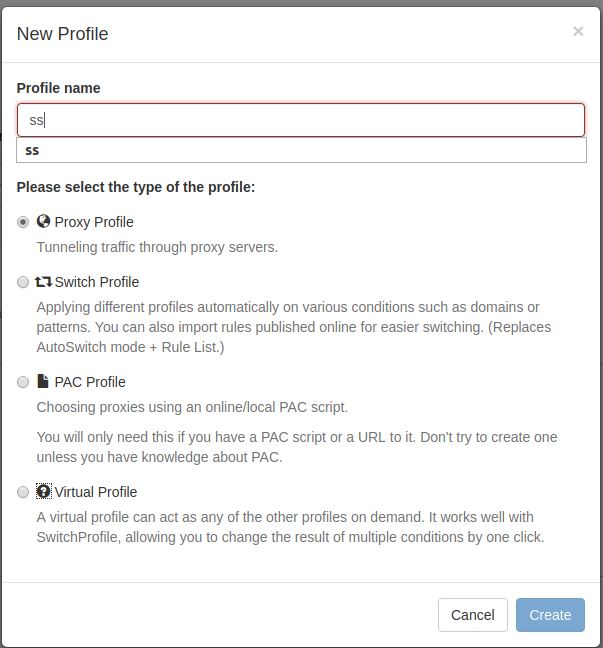 New Profile ×
Profile name
ss
ss
Please select the type of the profile:
Proxy Profile
Tunneling traffic through proxy servers.
Switch Profile
Applying different profiles automatically on various conditions such as domains or
patterns. You can also import rules published online for easier switching. (Replaces
AutoSwitch mode + Rule List.)
PAC Profile
Choosing proxies using an online/local PAC script.
You will only need this if you have a PAC script or a URL to it. Don't try to create one
unless you have knowledge about PAC.
Virtual Profile
A virtual profile can act as any of the other profiles on demand. It works well with
SwitchProfile, allowing you to change the result of multiple conditions by one click.
Cancel Create